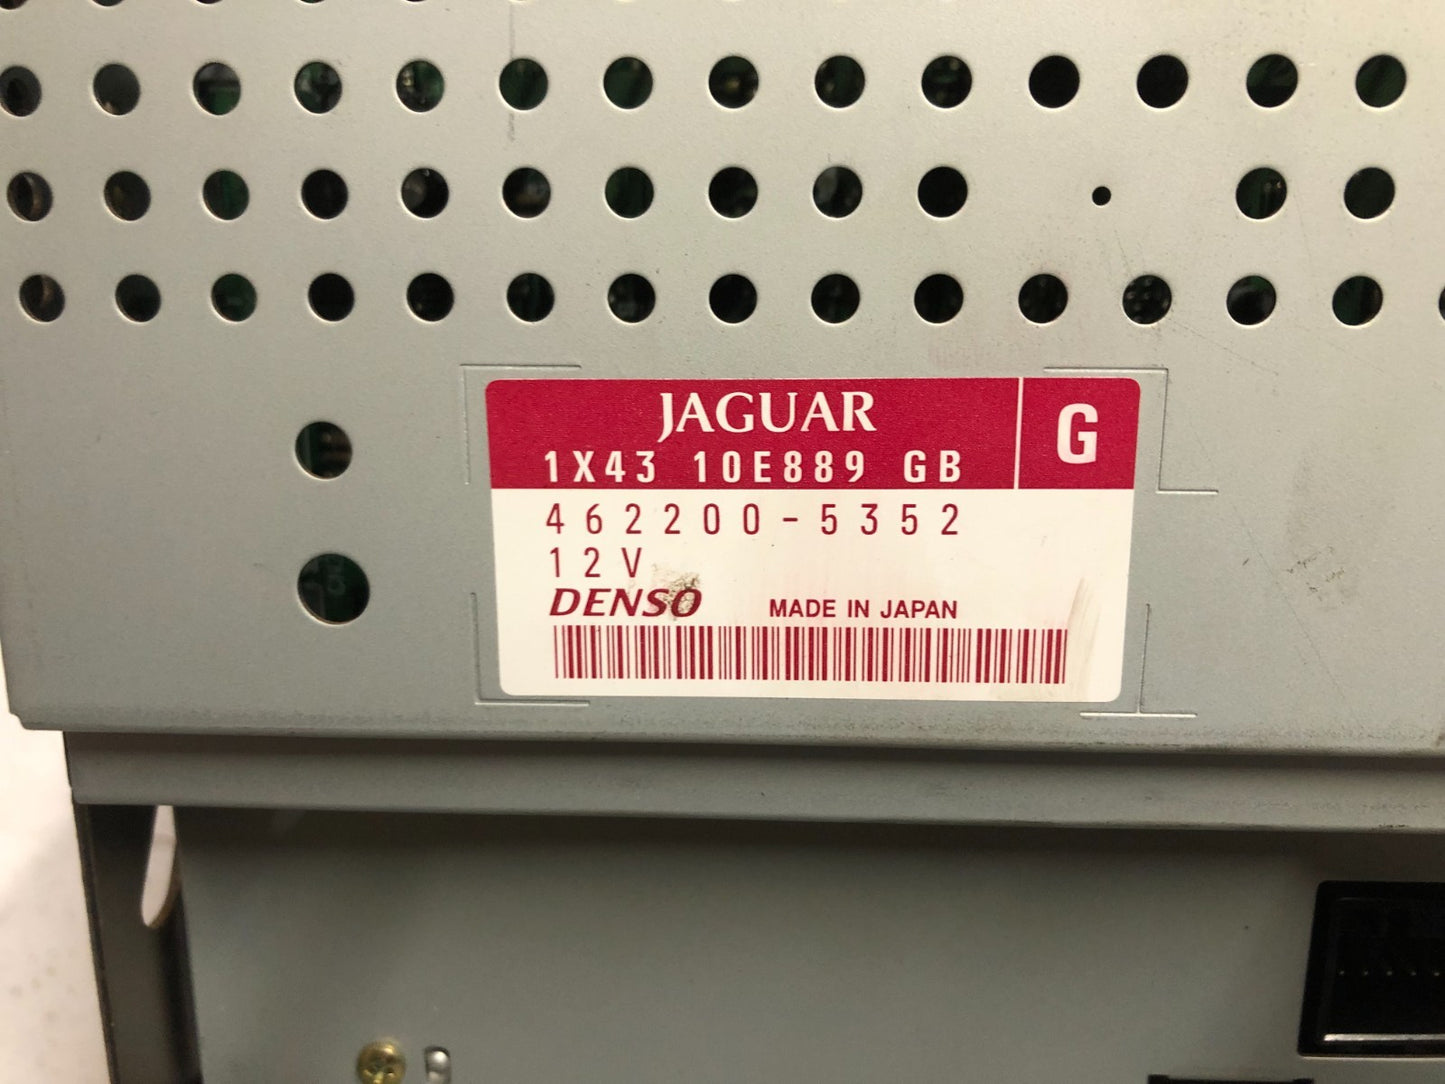 JAGUAR
G
1X43 10E889 GB
462200-5352
12V
DENSO MADE IN JAPAN